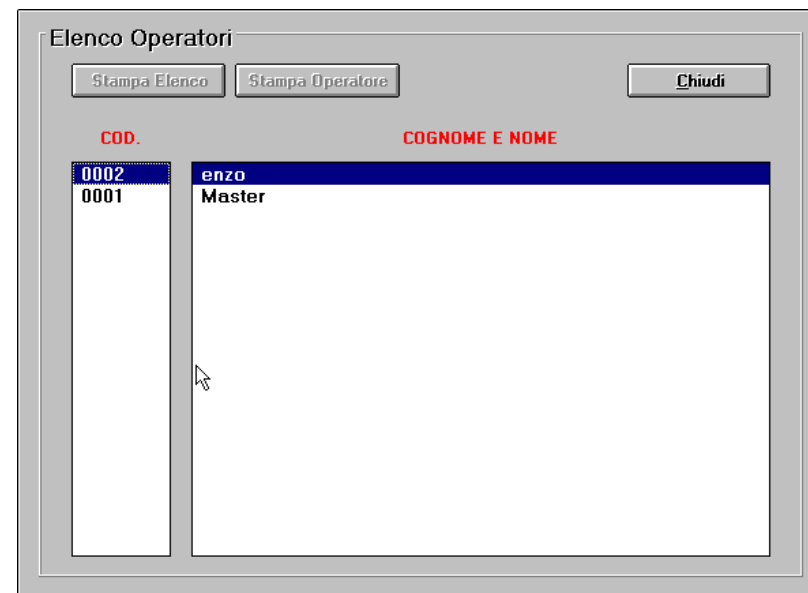 Elenco Operatori
Stampa Elenco Stampa Operatore Chiudi
COD. COGNOME E NOME
0002 enzo
0001 Master